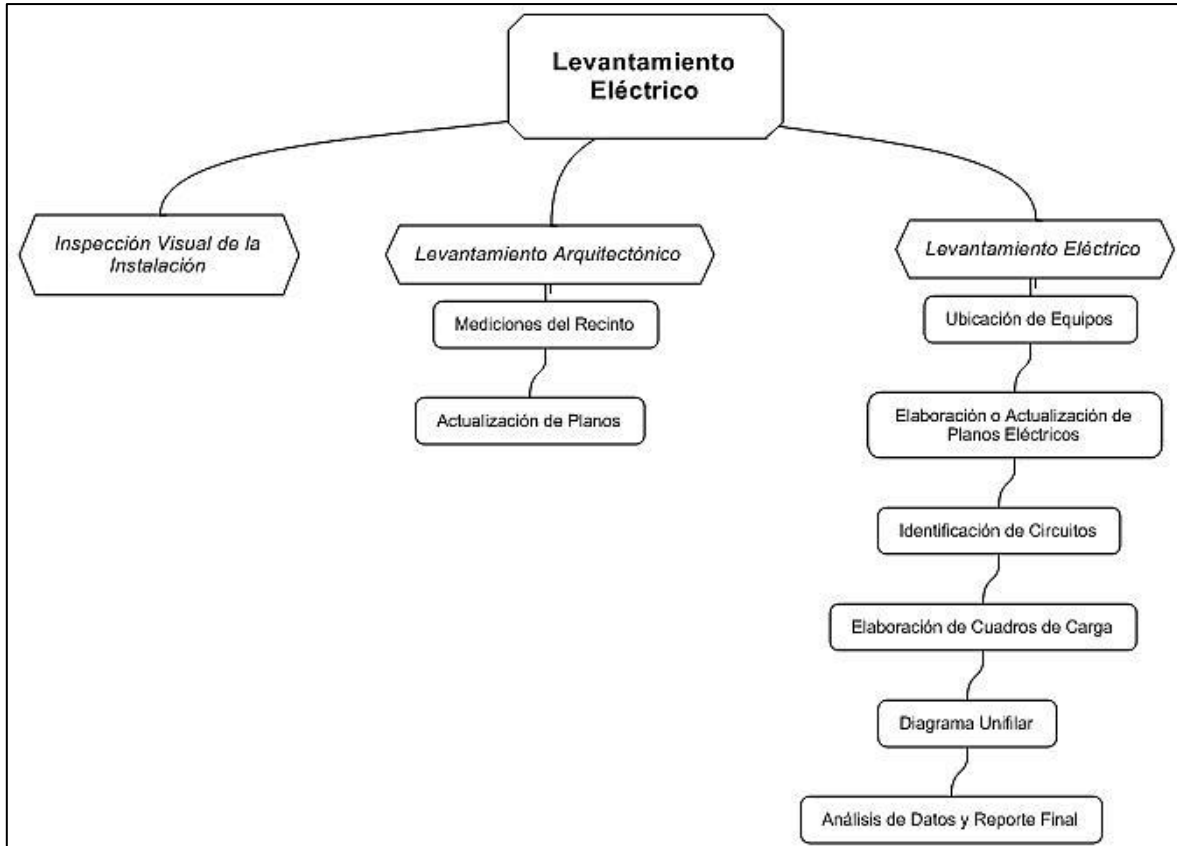 Levantamiento
Eléctrico
Inspección Visual de la
Instalación
Levantamiento Arquitectónico
Mediciones del Recinto
Actualización de Planos
Levantamiento Eléctrico
Ubicación de Equipos
Elaboración o Actualización de
Planos Eléctricos
Identificación de Circuitos
Elaboración de Cuadros de Carga
Diagrama Unifilar
Análisis de Datos y Reporte Final